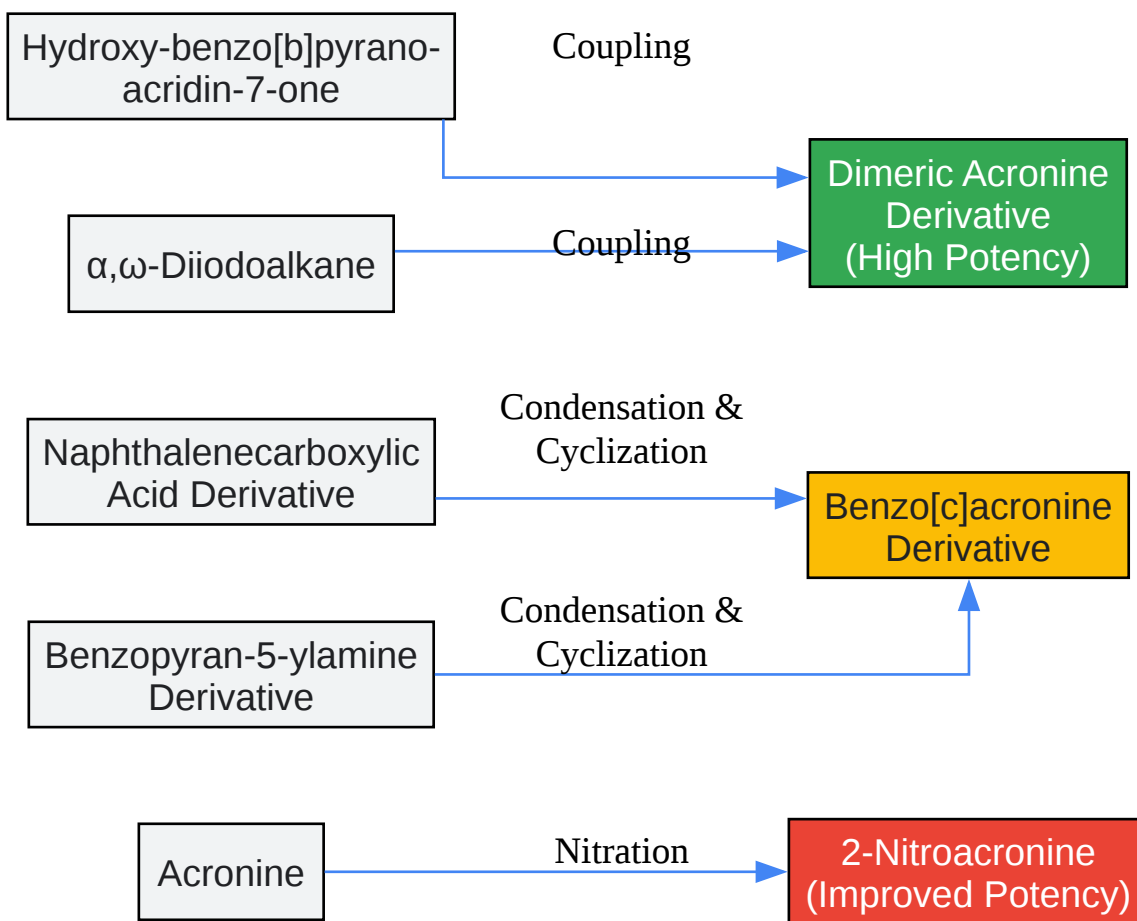 Hydroxy-benzo[b]pyrano-
acridin-7-one
Coupling
Dimeric Acronine
Derivative
(High Potency)
α,ω-Diiodoalkane
Coupling
Naphthalenecarboxylic
Acid Derivative
Condensation &
Cyclization
Benzo[c]acronine
Derivative
Benzopyran-5-ylamine
Derivative
Condensation &
Cyclization
Acronine
Nitration
2-Nitroacronine
(Improved Potency)